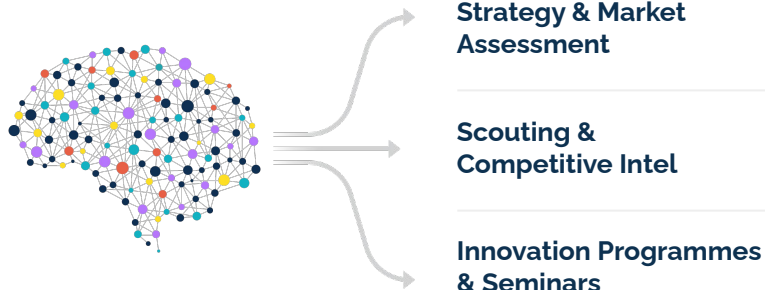 Strategy & Market
Assessment
Scouting &
Competitive Intel
Innovation Programmes
& Seminars